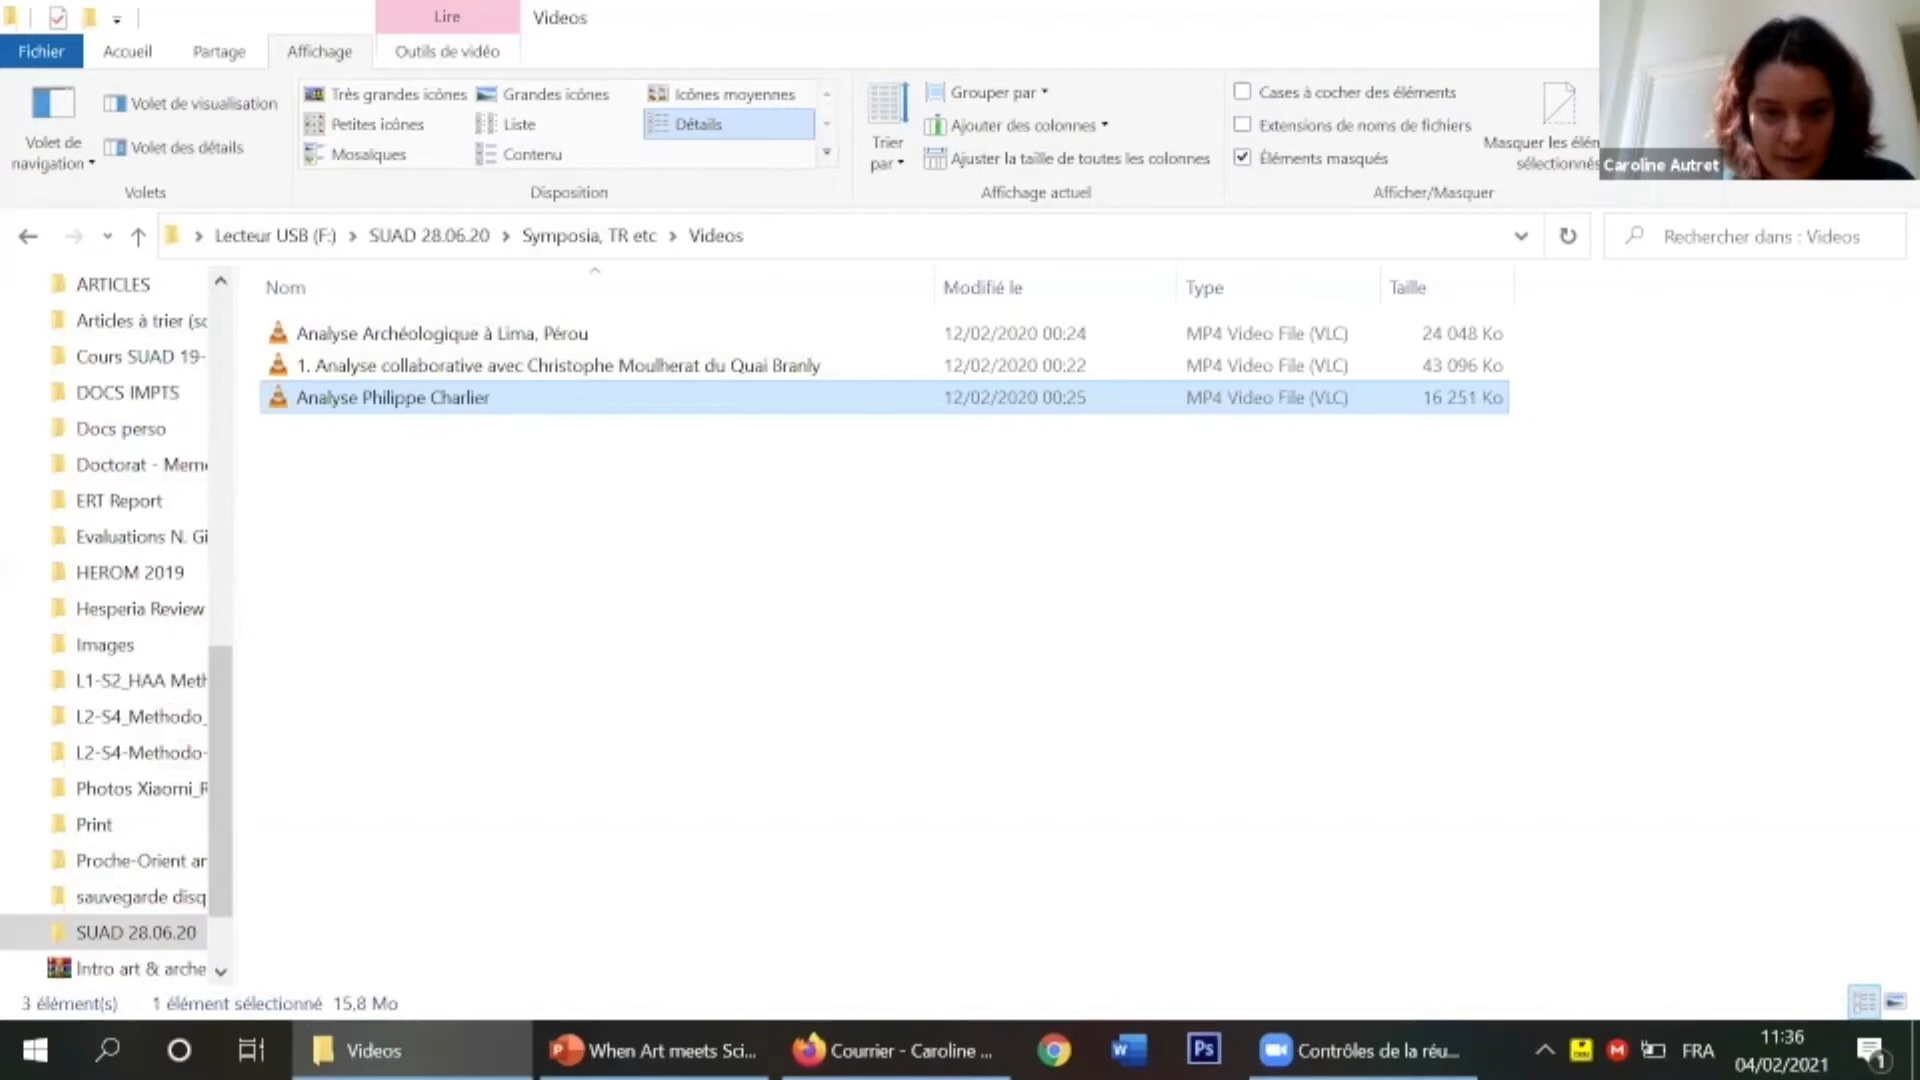 Lire
Videos
Fichier
Accueil
Partage
Affichage
Outils de vidéo
Volet de navigation
Volet de visualisation
Volet des détails
Volets
Très grandes icônes
Grandes icônes
Icônes moyennes
Petites icônes
Liste
Détails
Mosaïques
Contenu
Disposition
Trier par
Grouper par
Ajouter des colonnes
Ajuster la taille de toutes les colonnes
Affichage actuel
Cases à cocher des éléments
Extensions de noms de fichiers
Éléments masqués
Masquer les élén
sélectionnés
Afficher/Masquer
Caroline Autret
Lecteur USB (F:) > SUAD 28.06.20 > Symposia, TR etc > Videos
Rechercher dans : Videos
ARTICLES
Articles à trier (sc
Cours SUAD 19-
DOCS IMPTS
Docs perso
Doctorat - Mem
ERT Report
Evaluations N. Gi
HEROM 2019
Hesperia Review
Images
L1-S2_HAA Meth
L2-S4_Methodo_
L2-S4-Methodo-
Photos Xiaomi_R
Print
Proche-Orient ar
sauvegarde disq
SUAD 28.06.20
Intro art & arche
Nom Modifié le Type Taille
Analyse Archéologique à Lima, Pérou 12/02/2020 00:24 MP4 Video File (VLC) 24 048 Ko
1. Analyse collaborative avec Christophe Moulherat du Quai Branly 12/02/2020 00:22 MP4 Video File (VLC) 43 096 Ko
Analyse Philippe Charlier 12/02/2020 00:25 MP4 Video File (VLC) 16 251 Ko
3 élément(s) 1 élément sélectionné 15,8 Mo
Videos
When Art meets Sci...
Courrier - Caroline ...
Ps
Contrôles de la réu...
FRA
11:36
04/02/2021
1